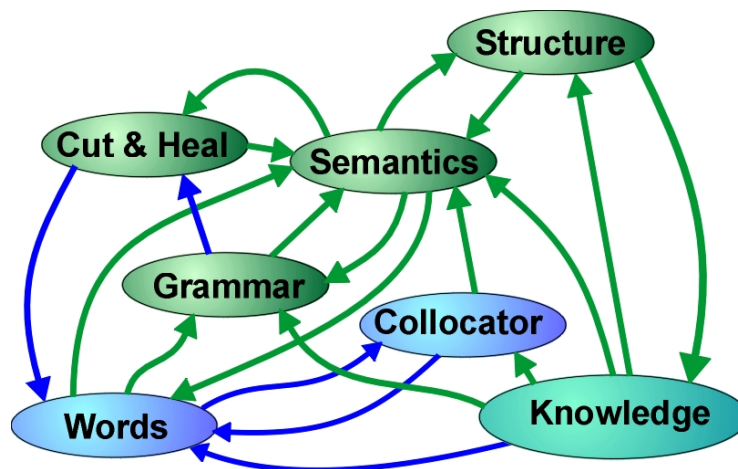 Structure
Cut & Heal
Semantics
Grammar
Collocator
Words
Knowledge